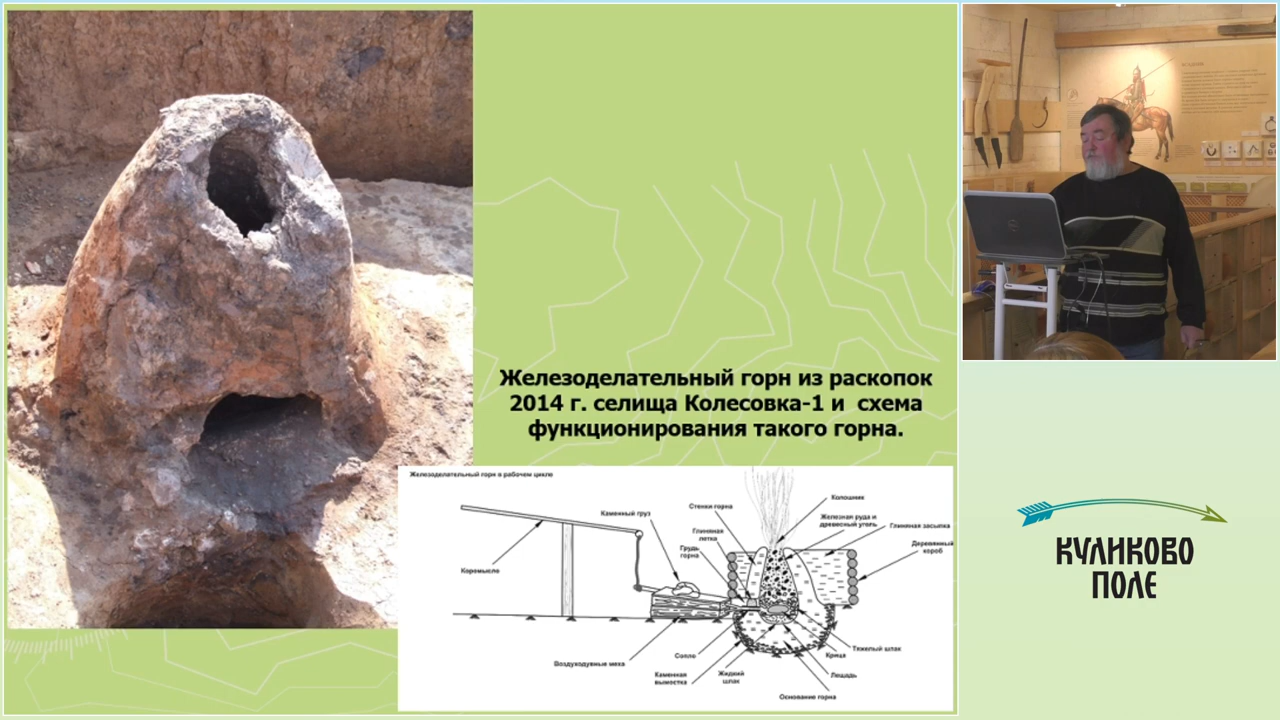 Железоделательный горн из раскопок
2014 г. селища Колесовка-1 и схема
функционирования такого горна.
Железоделательный горн в рабочем цикле
Каменный груз
Коромысло
Воздуходувные меха
Стенки горна
Глиняная
летка
Грудь
горна
Колошник
Железная руда и
древесный уголь
Глиняная засыпка
Деревянный
короб
Сопло
Каменная
вымостка
Жидкий
шлак
Тяжелый шлак
Крица
Лещадь
Основание горна
КУЛИКОВО
ПОЛЕ